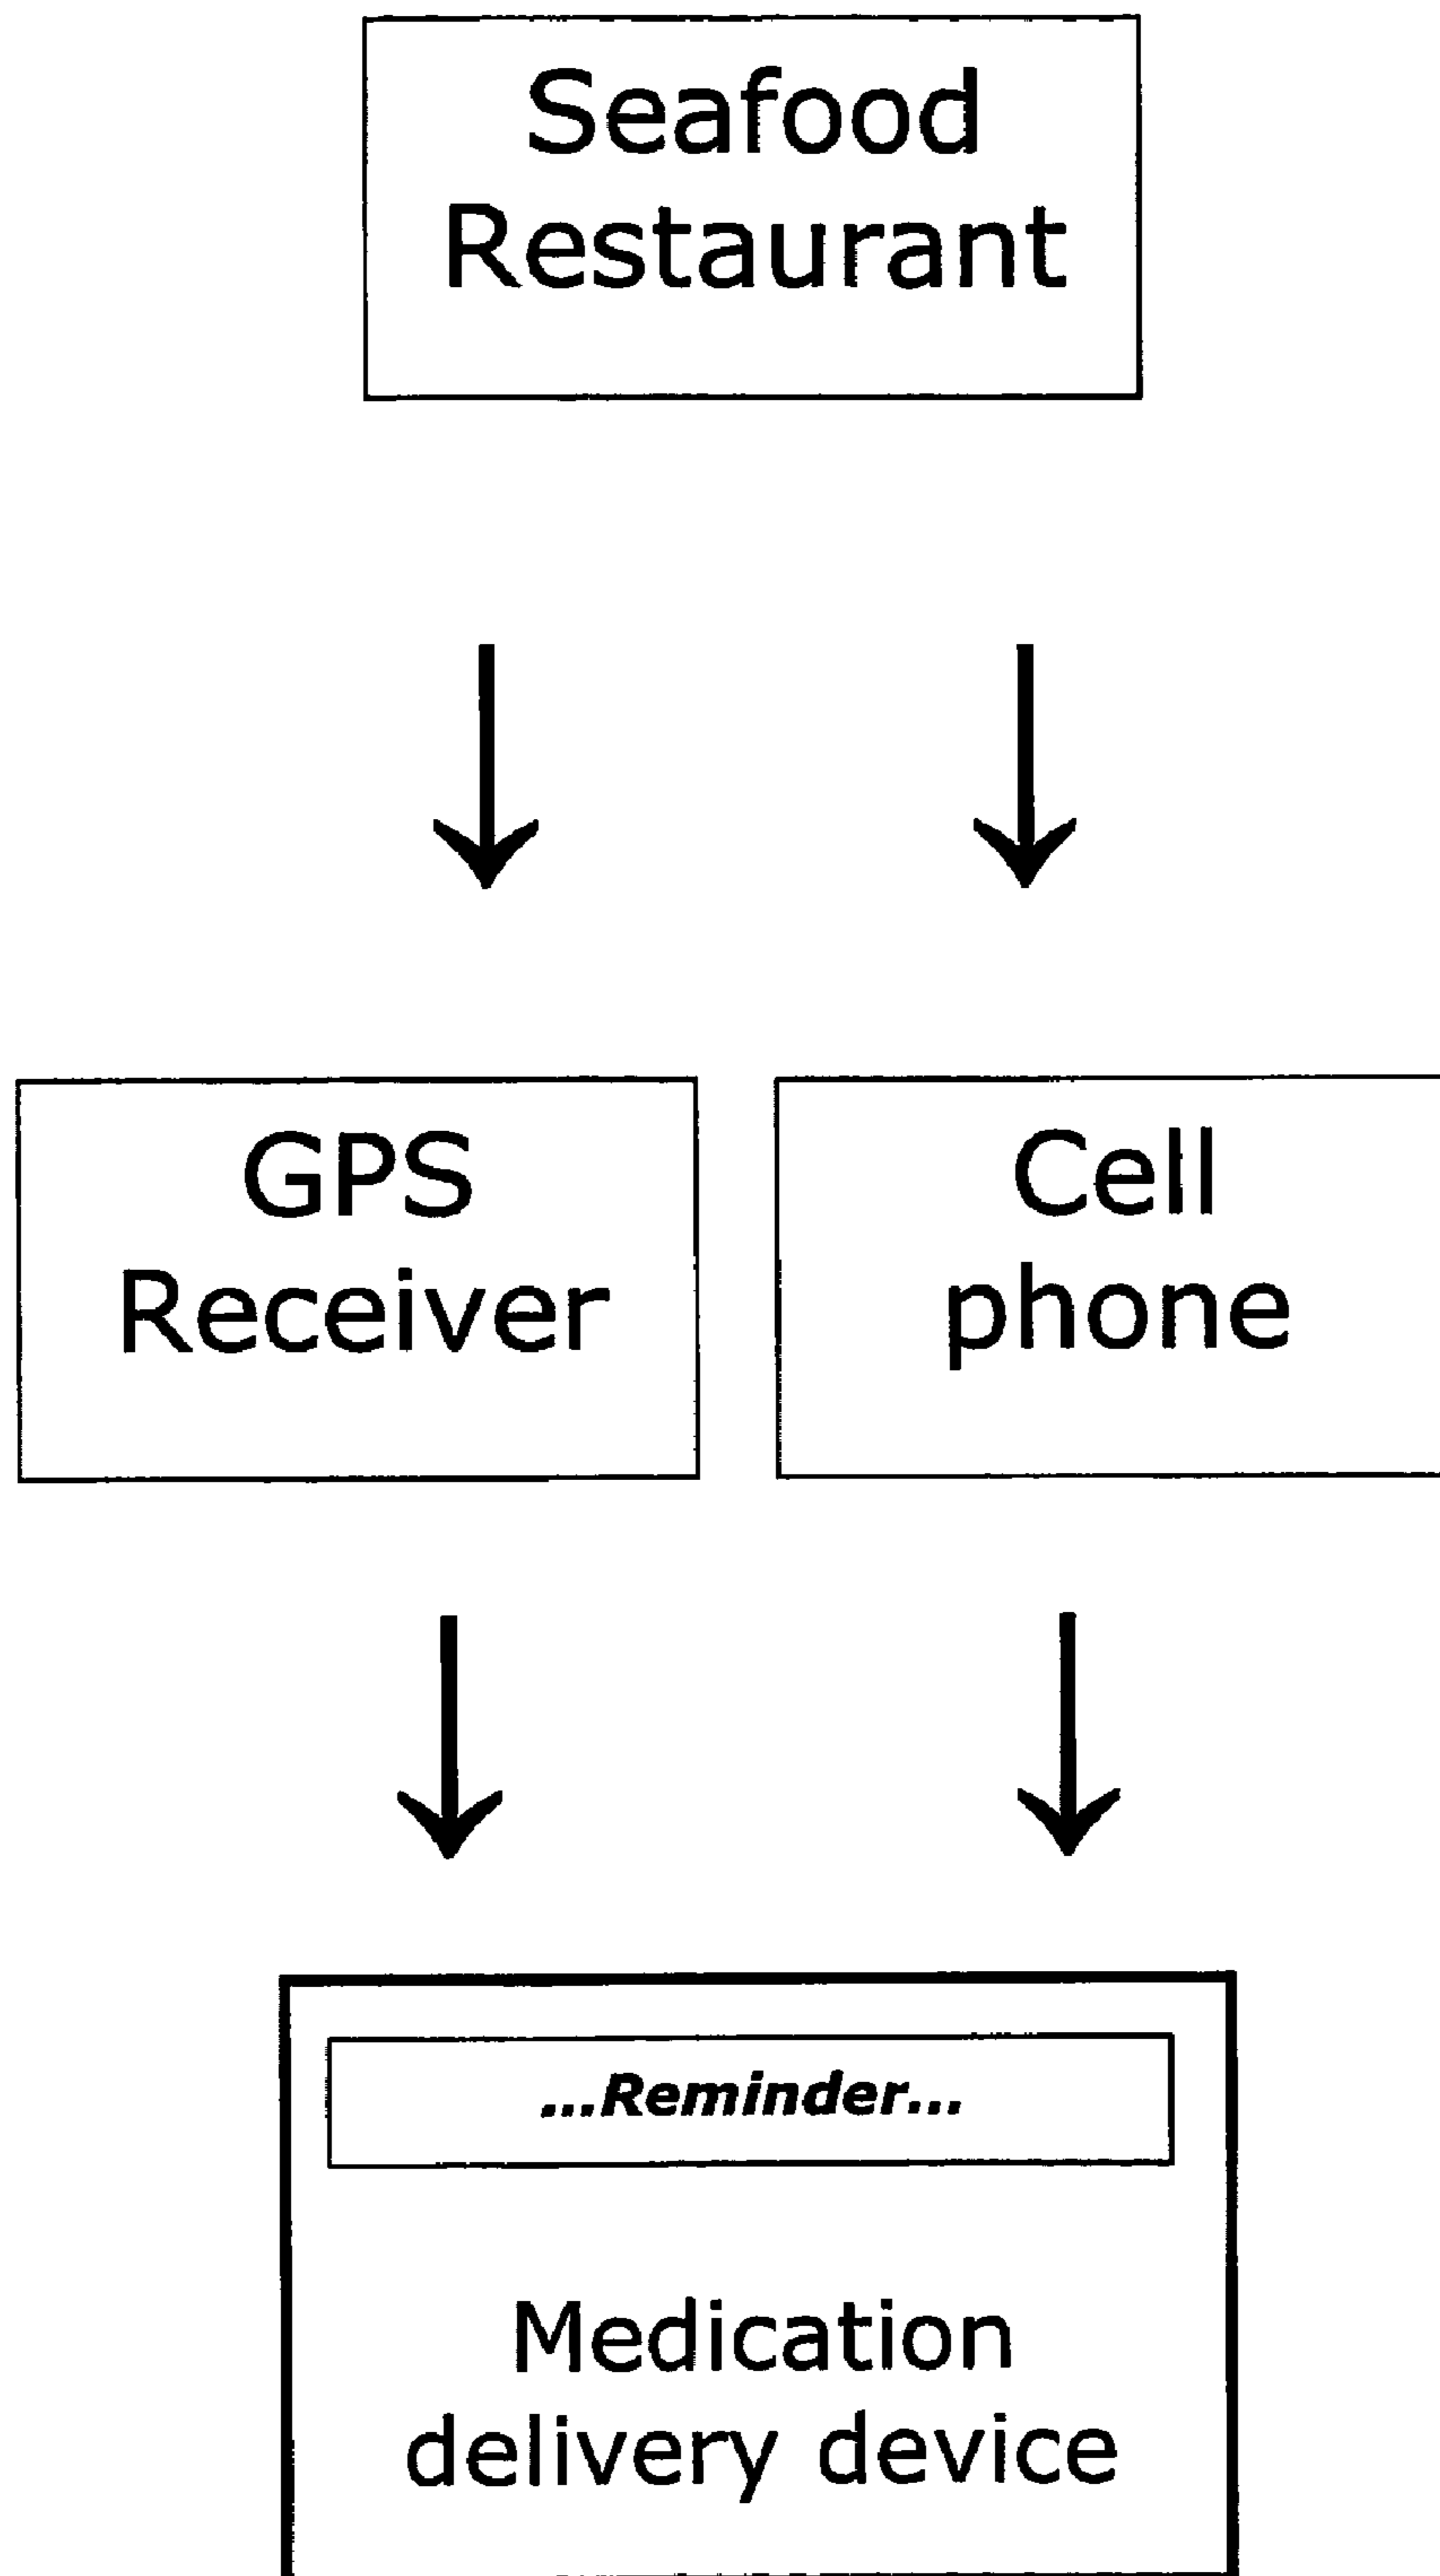 Seafood
Restaurant
GPS
Receiver
Cell
phone
...Reminder...
Medication
delivery device